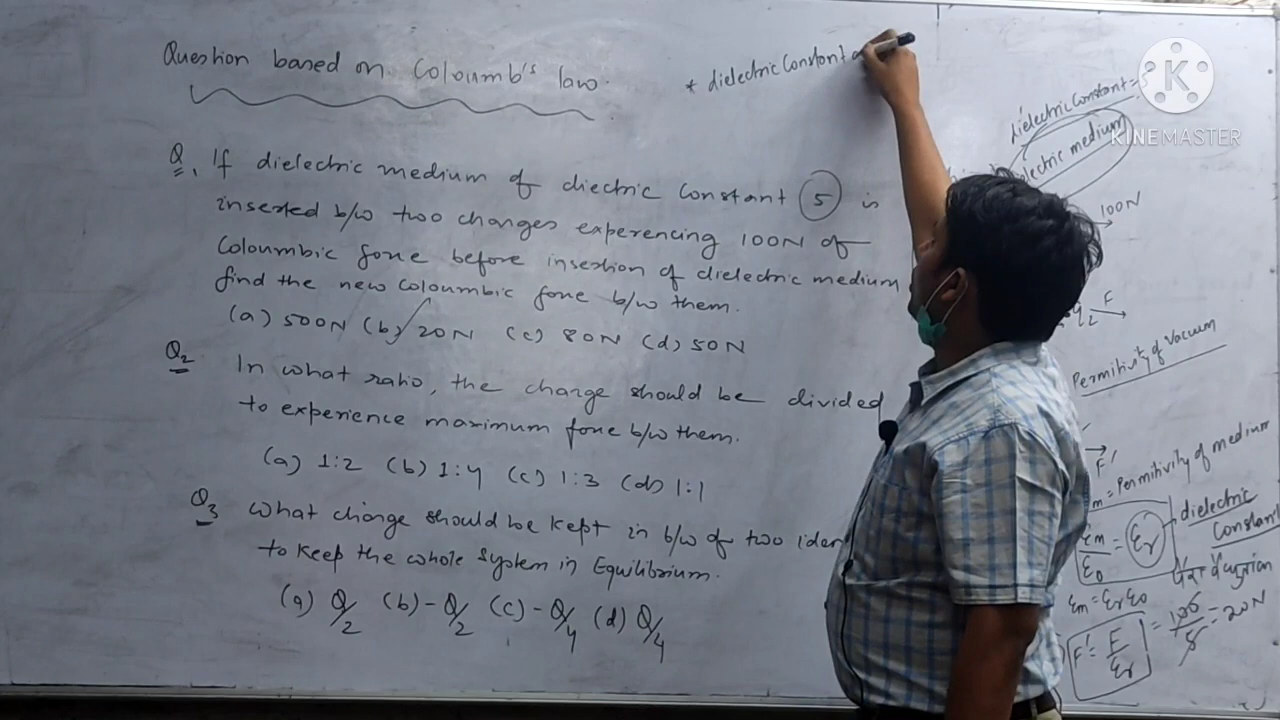 Question based on Coloumb's law.
* dielectric Constant
Q1 If dielectric medium of diectric Constant 5 is
inserted b/w two charges experencing 100N of
Coloumbic force before insertion of dielectric medium
find the new Coloumbic force b/w them.
(a) 500N (b) 20N (c) 80N (d) 50N
Q2 In what ratio, the charge should be divided
to experience maximum force b/w them.
(a) 1:2 (b) 1:4 (c) 1:3 (d) 1:1
Q3 What charge should be kept in b/w of two iden
to keep the whole system in Equilibrium.
(a) Q/2 (b) -Q/2 (c) -Q/4 (d) Q/4
dielectric Constant = 5
lectric medium
100N
q2 F
Permitivity of Vacuum
F'
εm = Permitivity of medium
εm/ε0 = εr dielectric
Constant
εm = εrε0
F' = F/εr = 100/5 = 20N
K
KINEMASTER